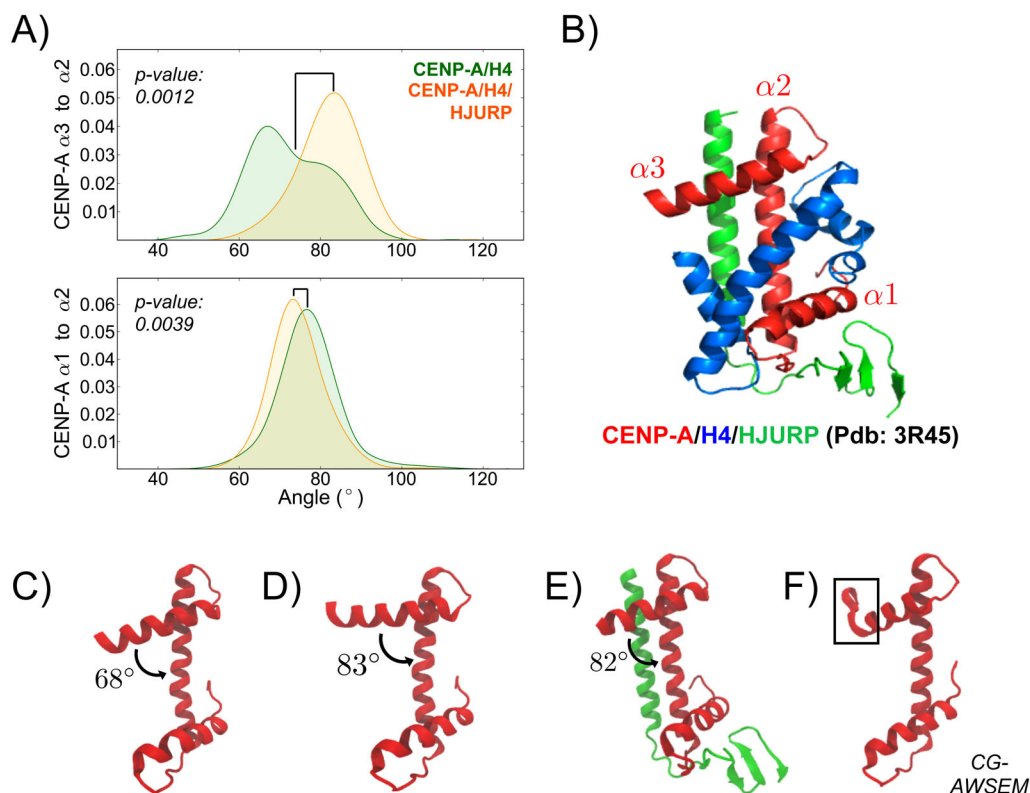 A)
CENP-A α3 to α2
0.06
0.05
0.04
0.03
0.02
0.01
p-value:
0.0012
CENP-A/H4
CENP-A/H4/
HJURP
40 60 80 100 120
CENP-A α1 to α2
0.06
0.05
0.04
0.03
0.02
0.01
p-value:
0.0039
40 60 80 100 120
Angle (°)
B)
α2
α3
α1
CENP-A/H4/HJURP (Pdb: 3R45)
C)
68°
D)
83°
E)
82°
F)
CG-
AWSEM